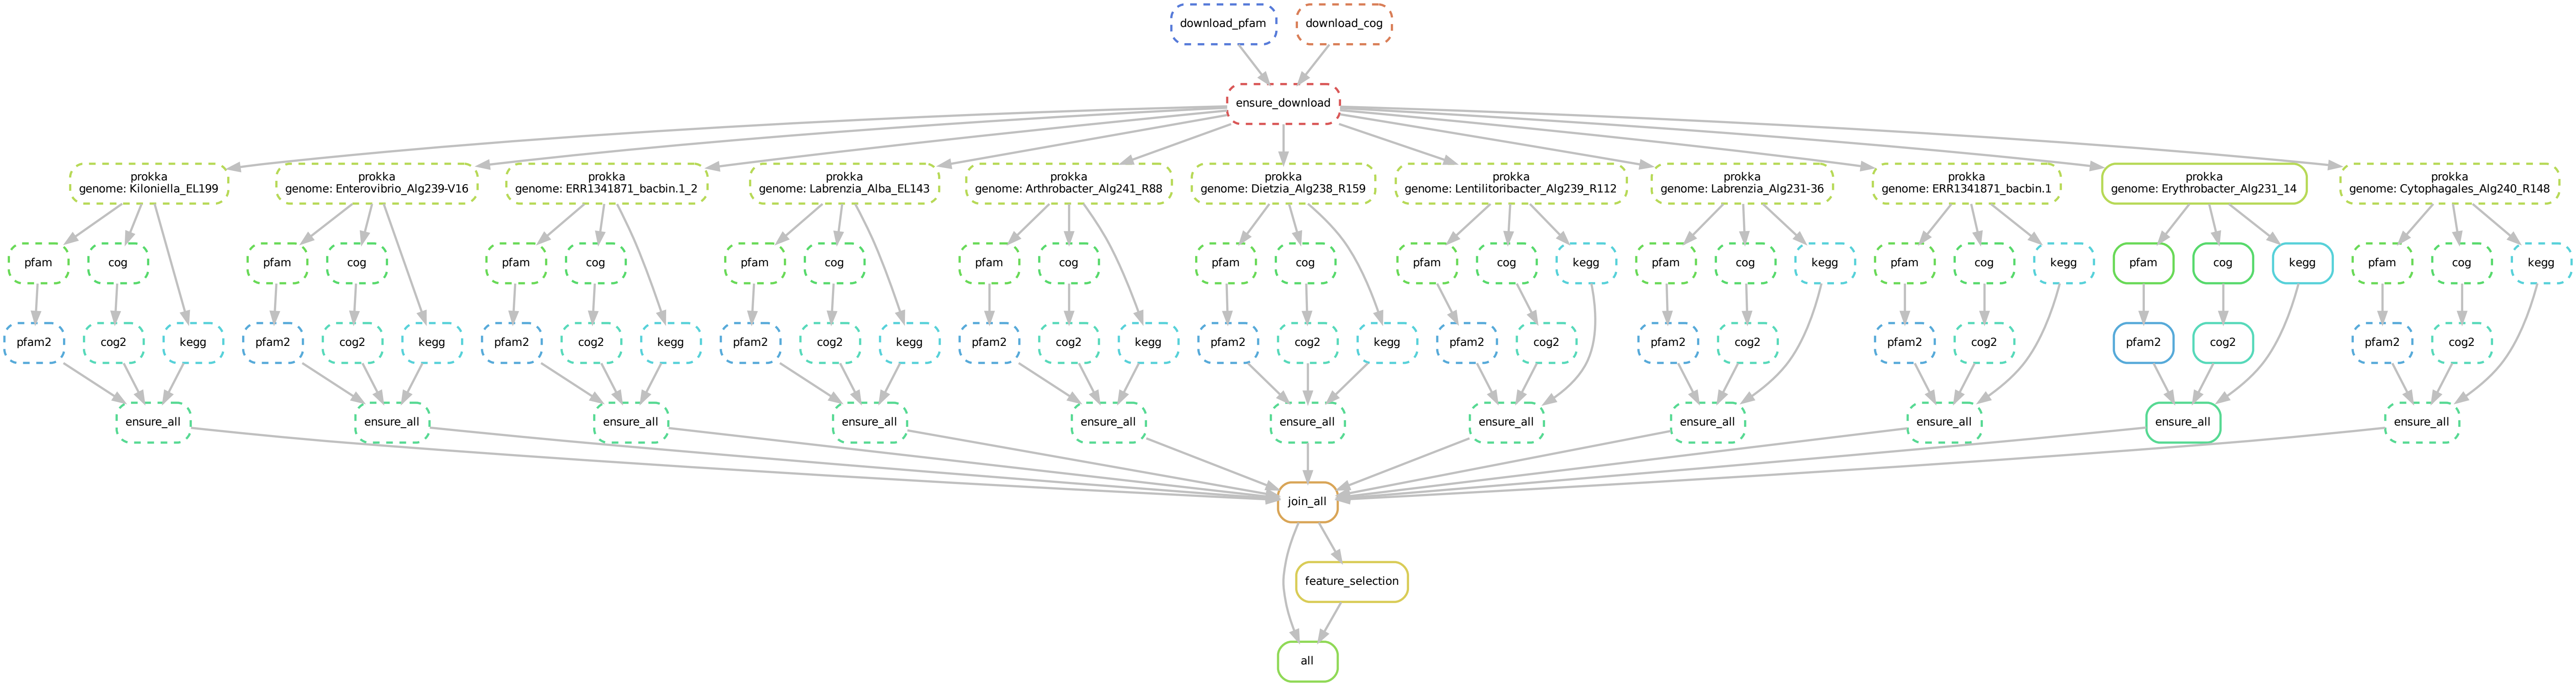 download_pfam
download_cog
ensure_download
prokka
genome: Kiloniella_EL199
prokka
genome: Enterovibrio_Alg239-V16
prokka
genome: ERR1341871_bacbin.1_2
prokka
genome: Labrenzia_Alba_EL143
prokka
genome: Arthrobacter_Alg241_R88
prokka
genome: Dietzia_Alg238_R159
prokka
genome: Lentilitoribacter_Alg239_R112
prokka
genome: Labrenzia_Alg231-36
prokka
genome: ERR1341871_bacbin.1
prokka
genome: Erythrobacter_Alg231_14
prokka
genome: Cytophagales_Alg240_R148
pfam
cog
pfam
cog
pfam
cog
pfam
cog
pfam
cog
pfam
cog
pfam
cog
kegg
pfam
cog
kegg
pfam
cog
kegg
pfam
cog
kegg
pfam
cog
kegg
pfam2
cog2
kegg
pfam2
cog2
kegg
pfam2
cog2
kegg
pfam2
cog2
kegg
pfam2
cog2
kegg
pfam2
cog2
kegg
pfam2
cog2
pfam2
cog2
pfam2
cog2
pfam2
cog2
pfam2
cog2
ensure_all
ensure_all
ensure_all
ensure_all
ensure_all
ensure_all
ensure_all
ensure_all
ensure_all
ensure_all
ensure_all
join_all
feature_selection
all